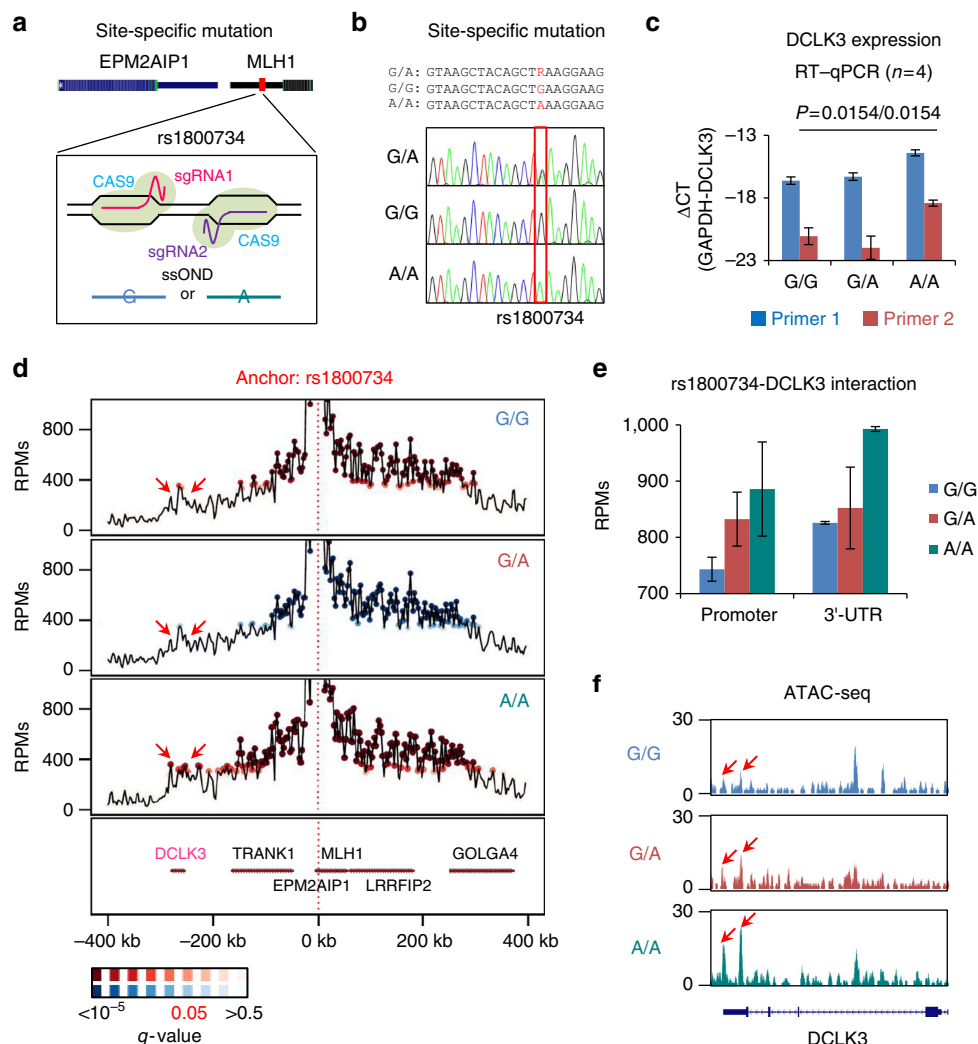 a
Site-specific mutation
EPM2AIP1
MLH1
rs1800734
CAS9
sgRNA1
sgRNA2
CAS9
ssOND
G or A
b
Site-specific mutation
G/A: GTAAGCTACAGCTRAAGGAAG
G/G: GTAAGCTACAGCTGAAGGAAG
A/A: GTAAGCTACAGCTAAAGGAAG
G/A
G/G
A/A
rs1800734
c
DCLK3 expression
RT–qPCR (n=4)
P=0.0154/0.0154
ΔCT
(GAPDH-DCLK3)
−13
−18
−23
G/G G/A A/A
Primer 1 Primer 2
d
Anchor: rs1800734
RPMs
800
400
0
G/G
RPMs
800
400
0
G/A
RPMs
800
400
0
A/A
DCLK3 TRANK1 MLH1 GOLGA4
EPM2AIP1 LRRFIP2
−400 kb −200 kb 0 kb 200 kb 400 kb
<10⁻⁵ 0.05 >0.5
q-value
e
rs1800734-DCLK3 interaction
RPMs
1,000
900
800
700
Promoter 3'-UTR
G/G
G/A
A/A
f
ATAC-seq
30
G/G
0
30
G/A
0
30
A/A
0
DCLK3